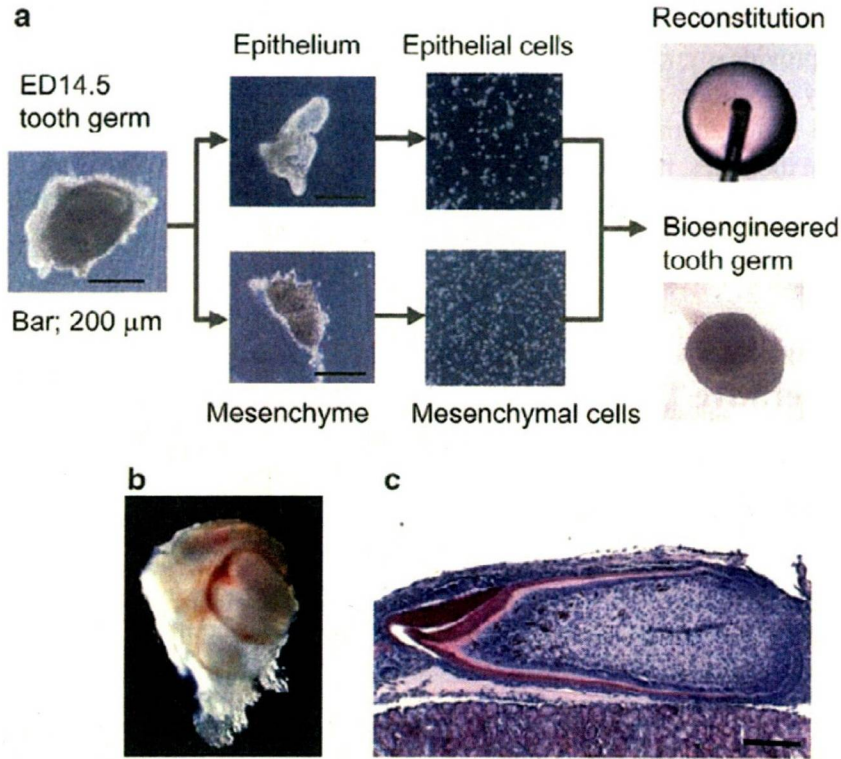 a
ED14.5
tooth germ
Bar; 200 µm
Epithelium
Epithelial cells
Mesenchyme
Mesenchymal cells
Reconstitution
Bioengineered
tooth germ
b
c